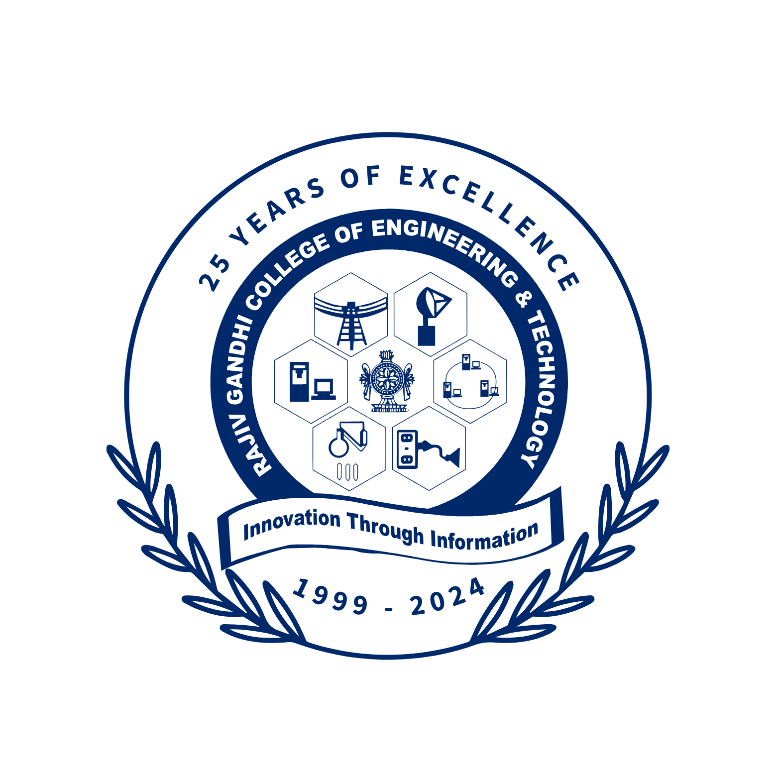 25 YEARS OF EXCELLENCE
RAJIV GANDHI COLLEGE OF ENGINEERING & TECHNOLOGY
Innovation Through Information
1999 - 2024